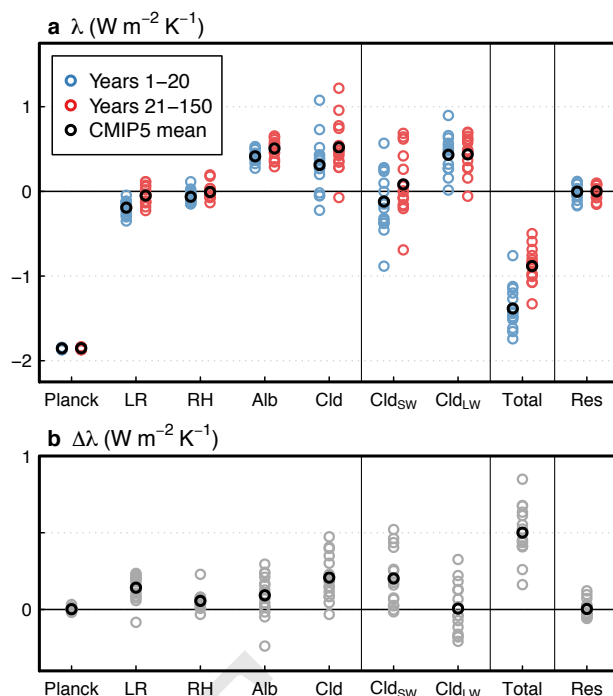 a λ (W m⁻² K⁻¹)
Years 1–20
Years 21–150
CMIP5 mean
1
0
−1
−2
Planck LR RH Alb Cld Cld_SW Cld_LW Total Res
b Δλ (W m⁻² K⁻¹)
1
0
Planck LR RH Alb Cld Cld_SW Cld_LW Total Res